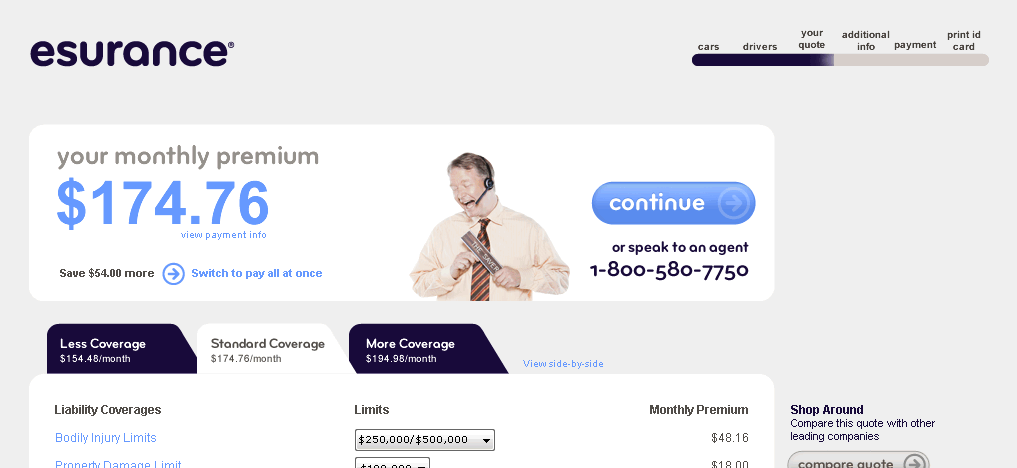 esurance®
cars drivers your quote additional info payment print id card
your monthly premium
$174.76
view payment info
Save $54.00 more Switch to pay all at once
THE SAVER
continue
or speak to an agent
1-800-580-7750
Less Coverage
$154.48/month
Standard Coverage
$174.76/month
More Coverage
$194.98/month
View side-by-side
Liability Coverages Limits Monthly Premium
Bodily Injury Limits $250,000/$500,000 $48.16
Property Damage Limit $100,000 $18.00
Shop Around
Compare this quote with other
leading companies
compare quote